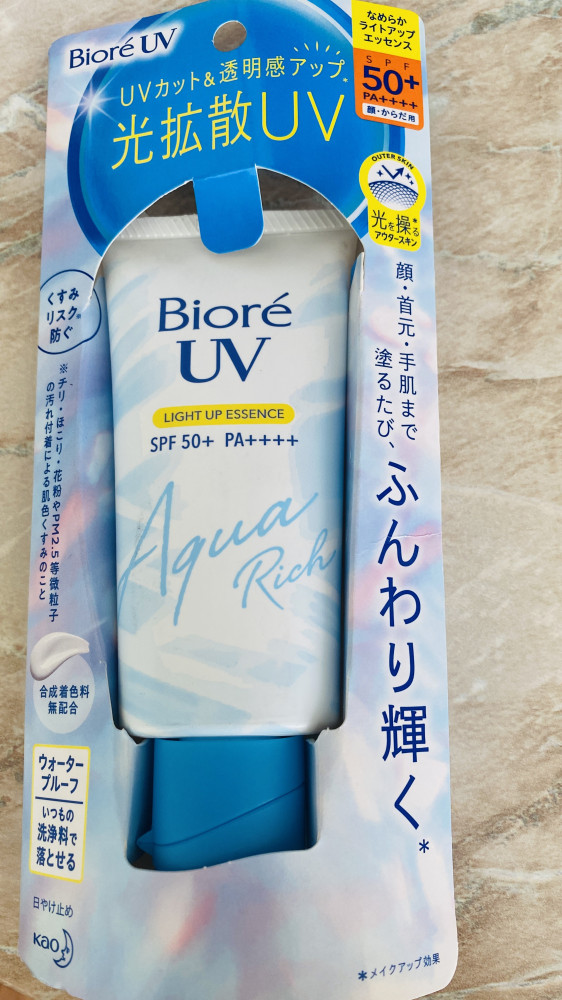 Bioré UV
UVカット&透明感アップ*
光拡散UV
なめらか
ライトアップ
エッセンス
SPF
50+
PA++++
顔・からだ用
OUTER SKIN
光を操る*
アウタースキン
顔・首元・手肌まで
塗るたび、
ふんわり輝く*
くすみ
リスク※
防ぐ
※チリ・ほこり・花粉やPM2.5等微粒子
の汚れ付着による肌色くすみのこと
Bioré
UV
LIGHT UP ESSENCE
SPF 50+ PA++++
Aqua
Rich
合成着色料
無配合
ウォーター
プルーフ
いつもの
洗浄料で
落とせる
日やけ止め
Kao
*メイクアップ効果